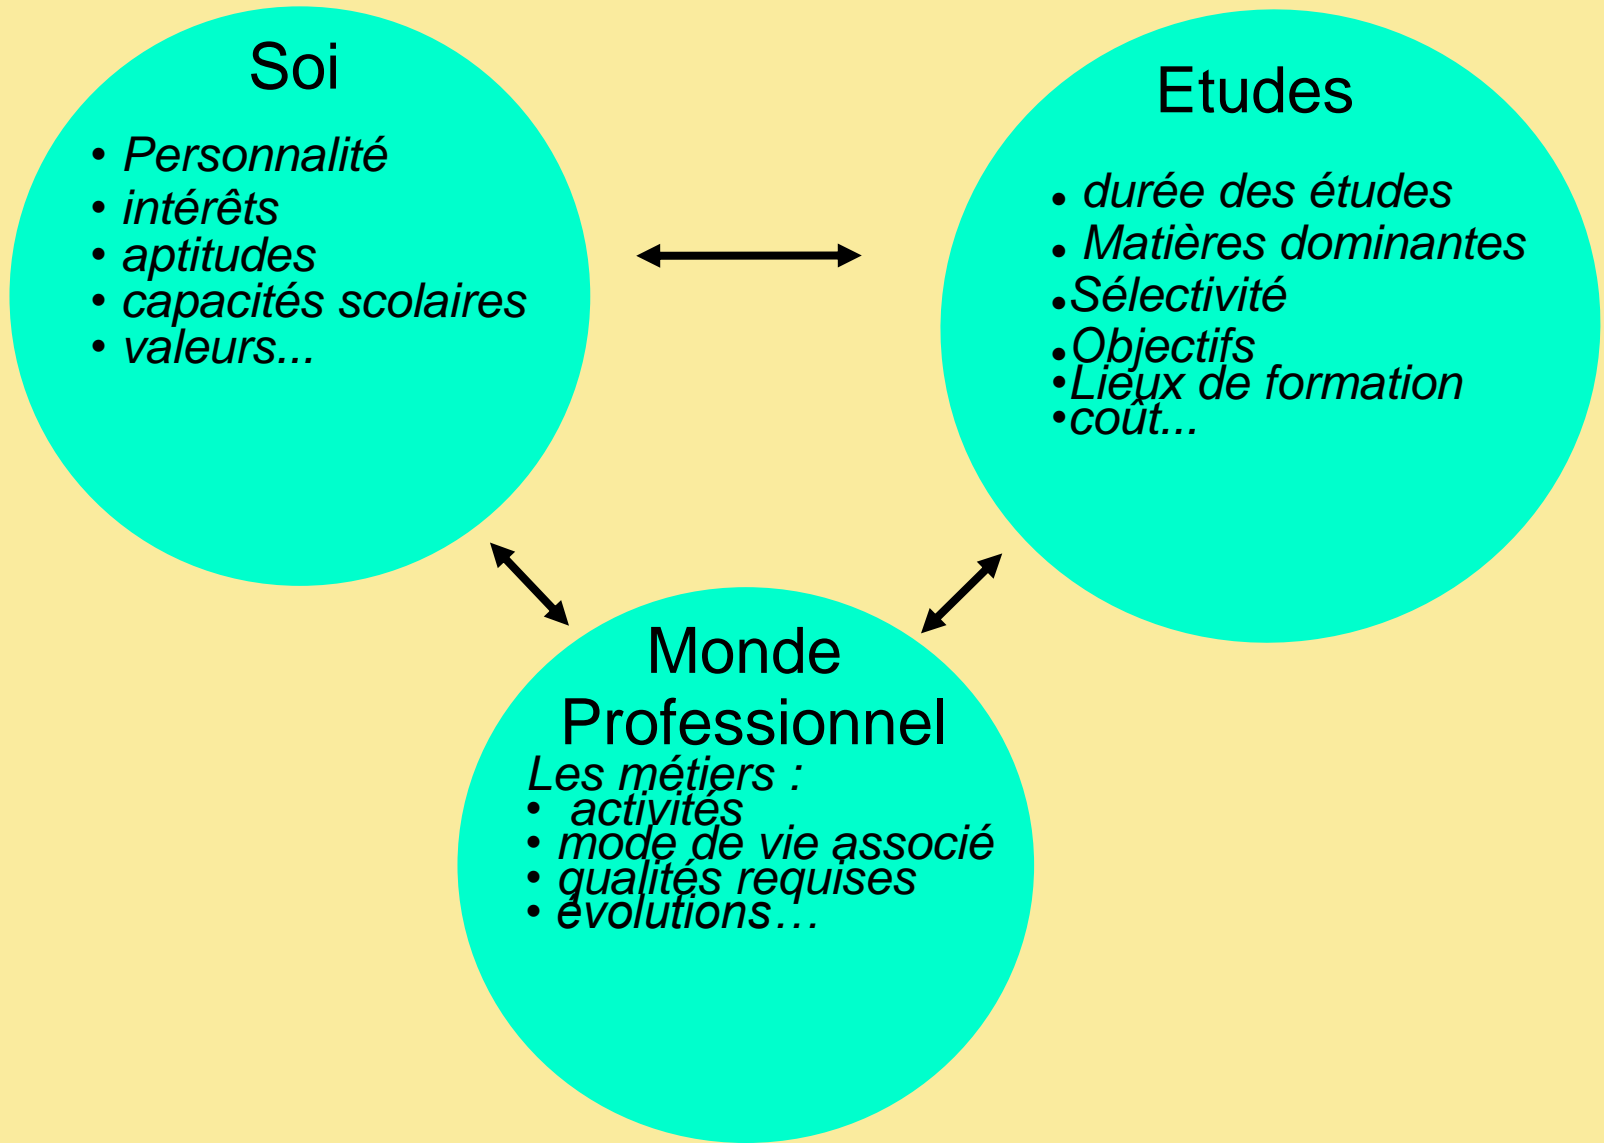 Soi
• Personnalité
• intérêts
• aptitudes
• capacités scolaires
• valeurs...
Etudes
• durée des études
• Matières dominantes
•Sélectivité
•Objectifs
•Lieux de formation
•coût...
Monde
Professionnel
Les métiers :
• activités
• mode de vie associé
• qualités requises
• évolutions…